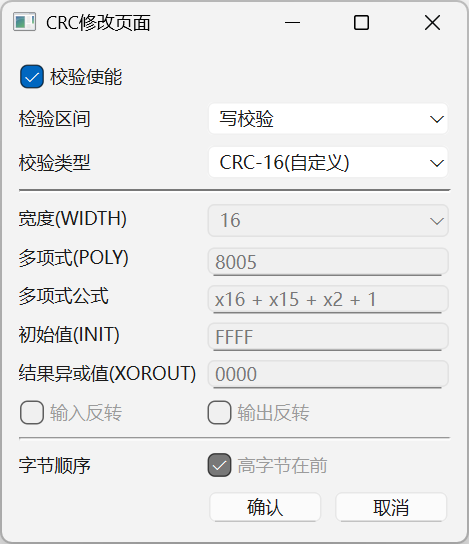 CRC修改页面
校验使能
检验区间 写校验
校验类型 CRC-16(自定义)
宽度(WIDTH) 16
多项式(POLY) 8005
多项式公式 x16 + x15 + x2 + 1
初始值(INIT) FFFF
结果异或值(XOROUT) 0000
输入反转 输出反转
字节顺序 高字节在前
确认 取消